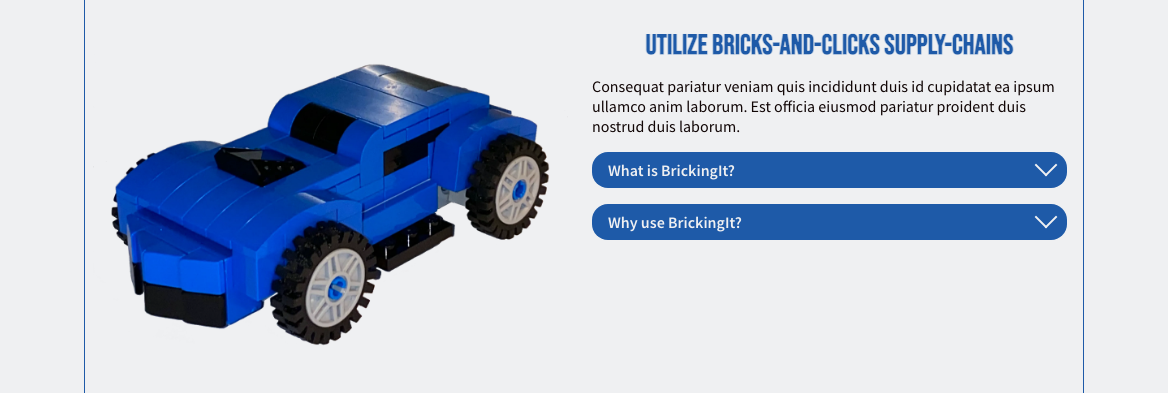 UTILIZE BRICKS-AND-CLICKS SUPPLY-CHAINS
Consequat pariatur veniam quis incididunt duis id cupidatat ea ipsum
ullamco anim laborum. Est officia eiusmod pariatur proident duis
nostrud duis laborum.
What is BrickingIt?
Why use BrickingIt?